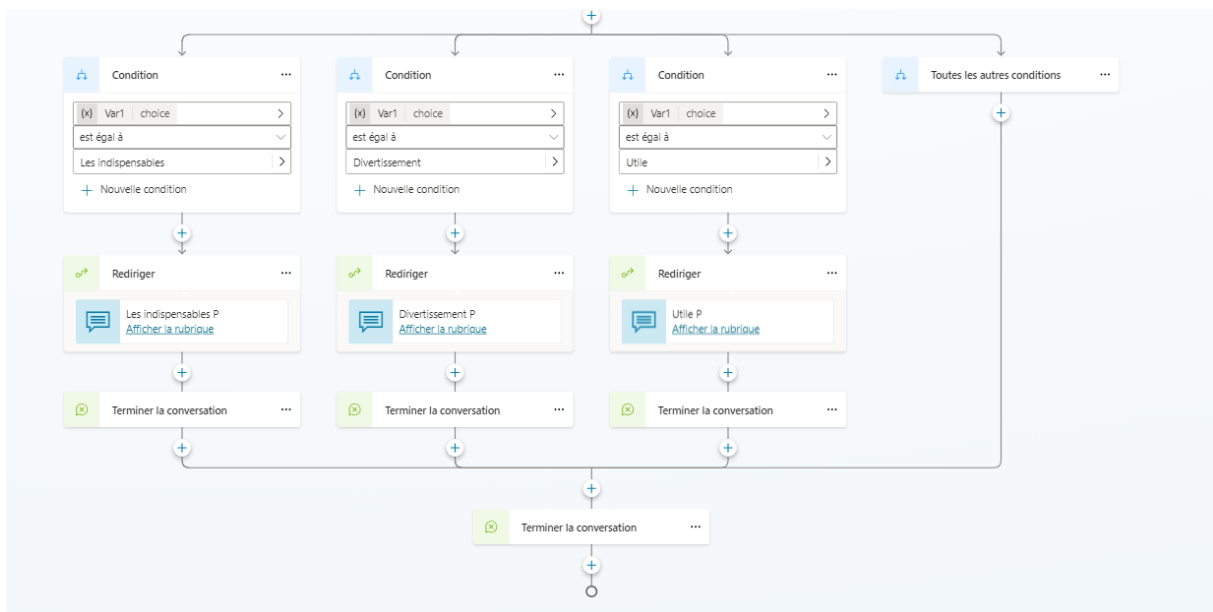 Condition
Condition
Condition
Toutes les autres conditions
{x} Var1 choice
{x} Var1 choice
{x} Var1 choice
est égal à
est égal à
est égal à
Les indispensables
Divertissement
Utile
Nouvelle condition
Nouvelle condition
Nouvelle condition
Rediriger
Rediriger
Rediriger
Les indispensables P
Afficher la rubrique
Divertissement P
Afficher la rubrique
Utile P
Afficher la rubrique
Terminer la conversation
Terminer la conversation
Terminer la conversation
Terminer la conversation